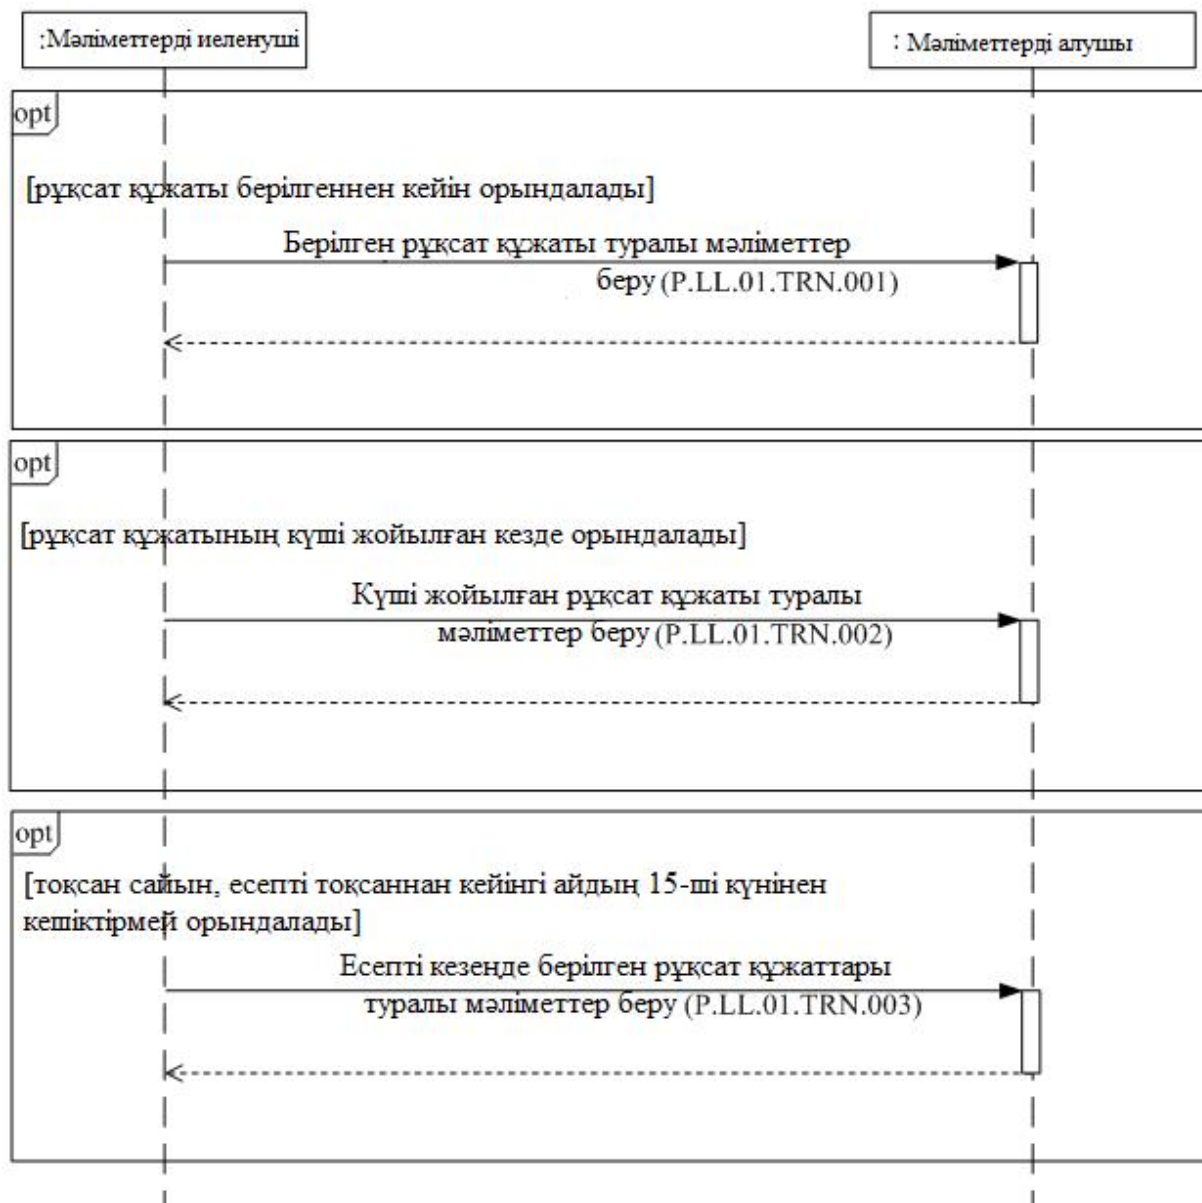 :Мәліметтерді иеленуші
: Мәліметтерді алушы
opt
[рұқсат құжаты берілгеннен кейін орындалады]
Берілген рұқсат құжаты туралы мәліметтер
беру (P.LL.01.TRN.001)
opt
[рұқсат құжатының күші жойылған кезде орындалады]
Күші жойылған рұқсат құжаты туралы
мәліметтер беру (P.LL.01.TRN.002)
opt
[тоқсан сайын, есепті тоқсаннан кейінгі айдың 15-ші күнінен
кешіктірмей орындалады]
Есепті кезеңде берілген рұқсат құжаттары
туралы мәліметтер беру (P.LL.01.TRN.003)